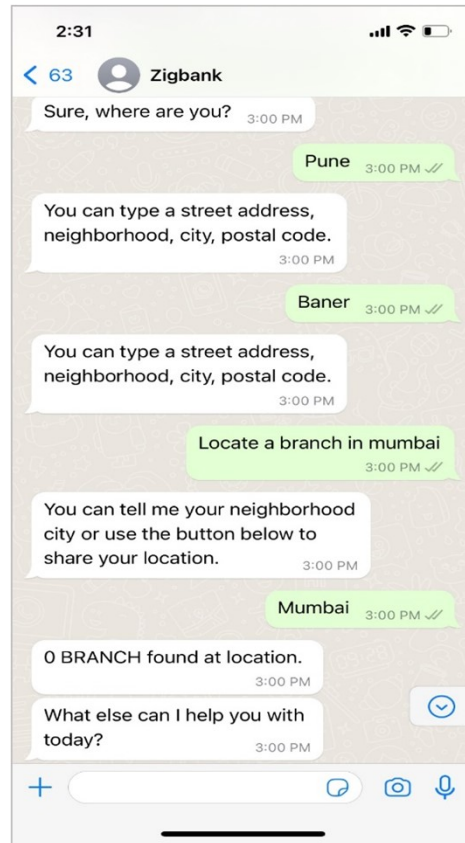 2:31
63 Zigbank
Sure, where are you? 3:00 PM
Pune 3:00 PM
You can type a street address,
neighborhood, city, postal code.
3:00 PM
Baner 3:00 PM
You can type a street address,
neighborhood, city, postal code.
3:00 PM
Locate a branch in mumbai
3:00 PM
You can tell me your neighborhood
city or use the button below to
share your location. 3:00 PM
Mumbai 3:00 PM
0 BRANCH found at location.
3:00 PM
What else can I help you with
today? 3:00 PM